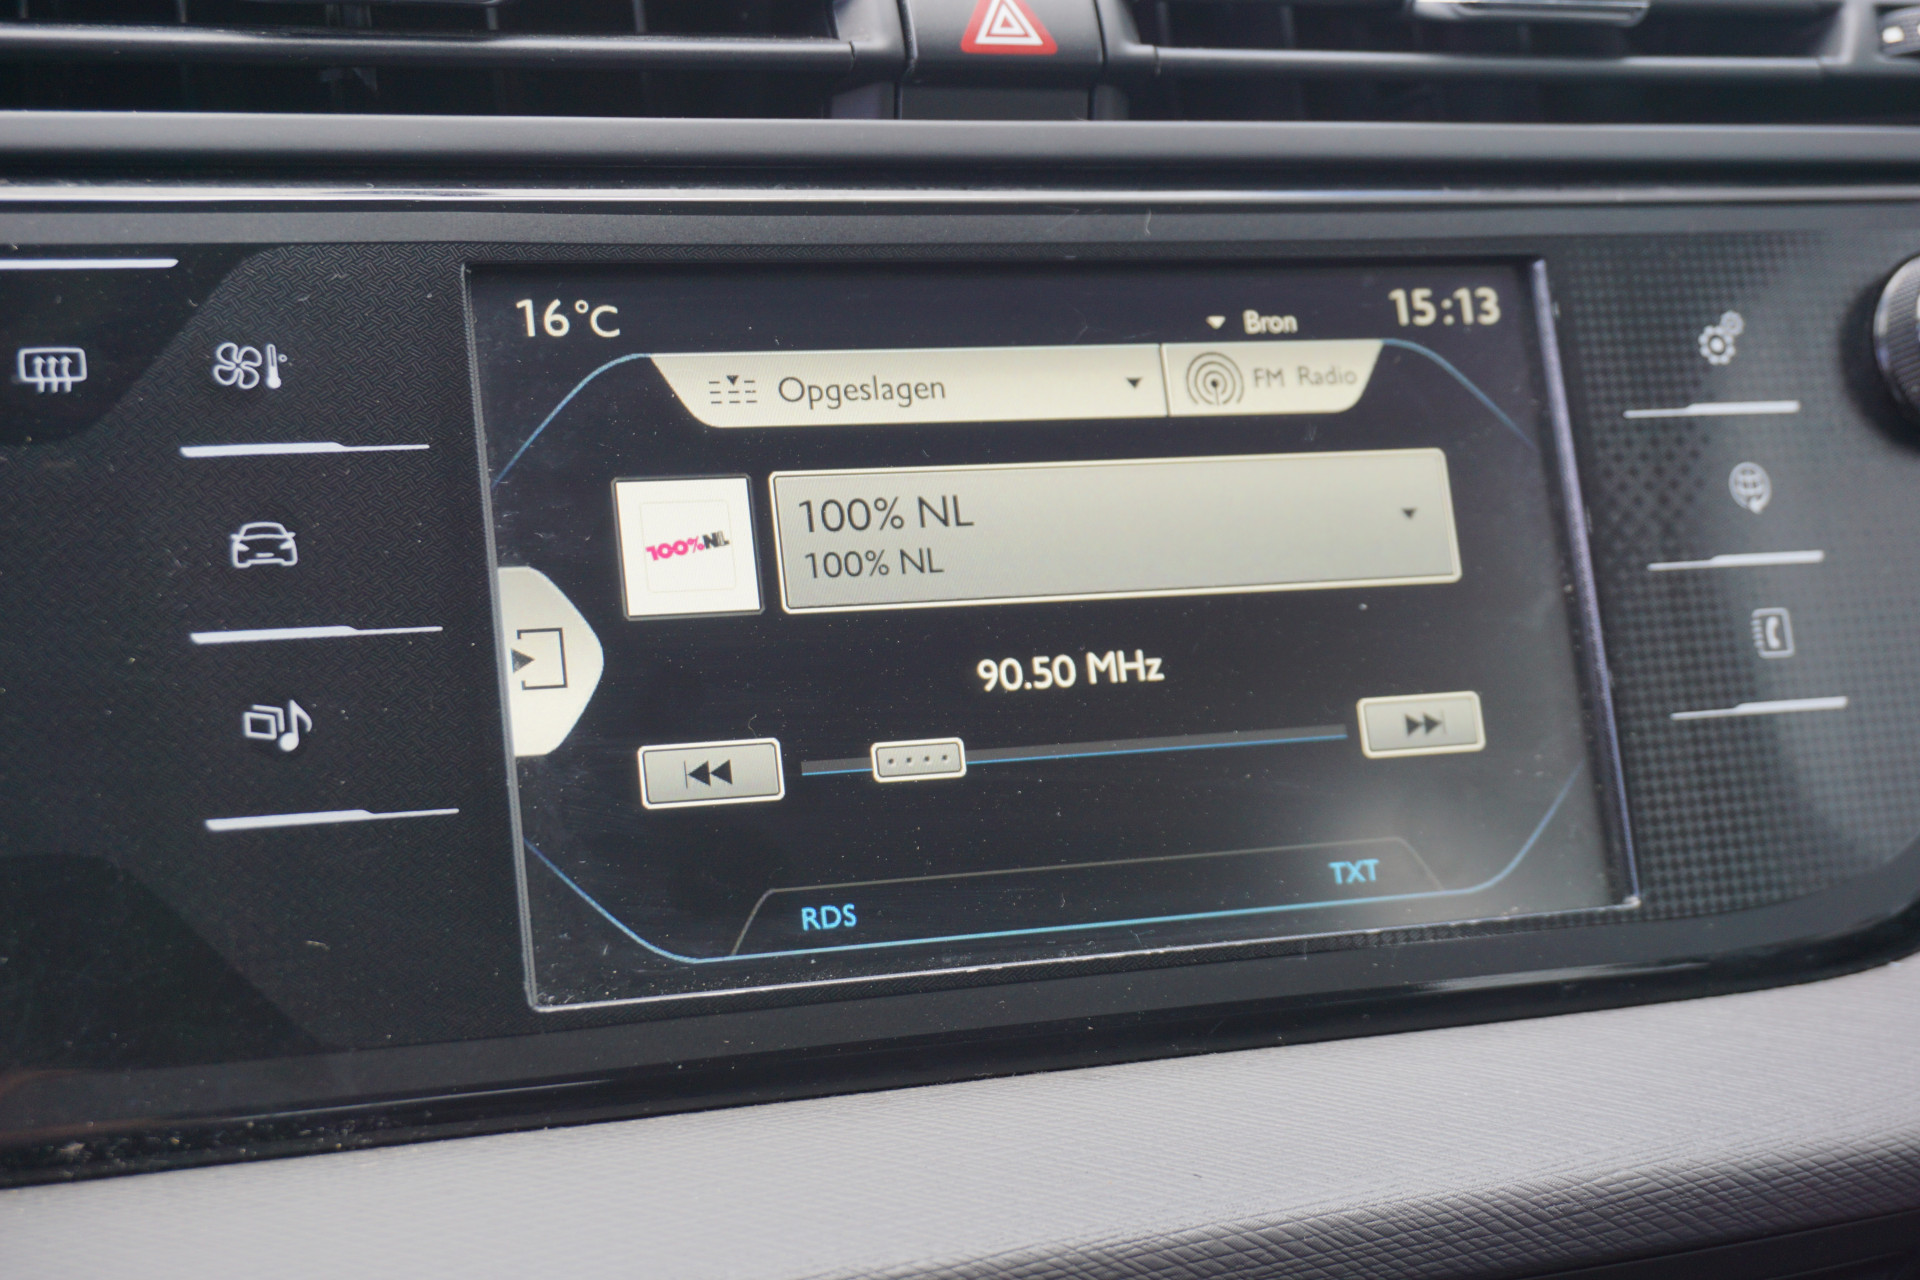 16°C
Bron
15:13
Opgeslagen
FM Radio
100%NL
100% NL
100% NL
90.50 MHz
RDS
TXT